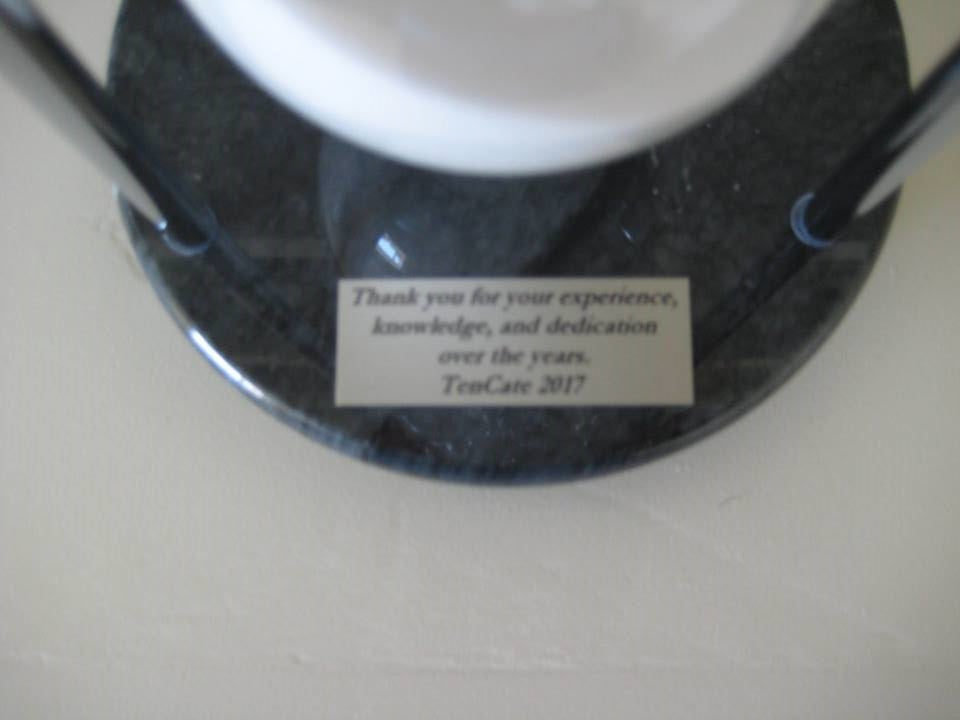 Thank you for your experience,
knowledge, and dedication
over the years.
TenCate 2017